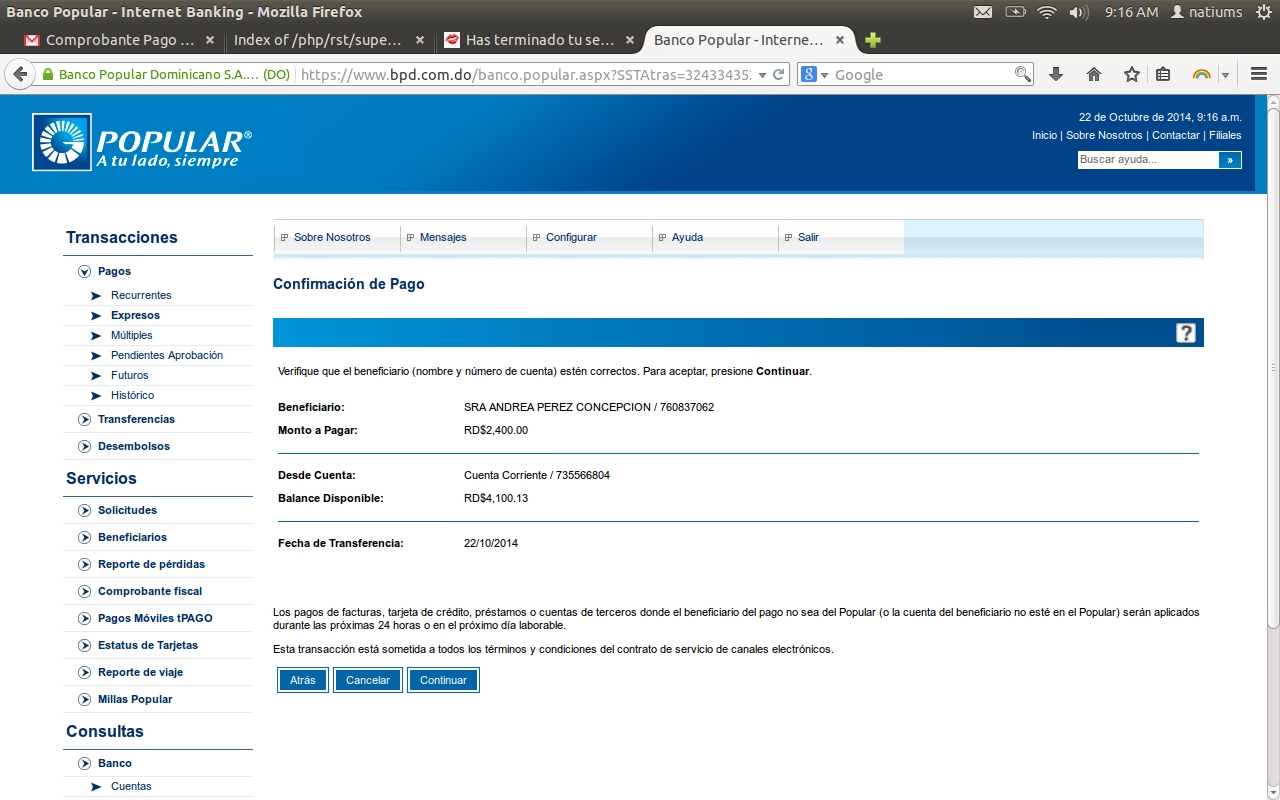 Banco Popular - Internet Banking - Mozilla Firefox
9:16 AM natiums
Comprobante Pago ... × Index of /php/rst/supe... × Has terminado tu se... × Banco Popular - Interne... ×
Banco Popular Dominicano S.A.... (DO) https://www.bpd.com.do/banco.popular.aspx?SSTAtras=324334352 Google
POPULAR®
A tu lado, siempre
22 de Octubre de 2014, 9:16 a.m.
Inicio | Sobre Nosotros | Contactar | Filiales
Buscar ayuda... »
Transacciones
Pagos
Recurrentes
Expresos
Múltiples
Pendientes Aprobación
Futuros
Histórico
Transferencias
Desembolsos
Servicios
Solicitudes
Beneficiarios
Reporte de pérdidas
Comprobante fiscal
Pagos Móviles tPAGO
Estatus de Tarjetas
Reporte de viaje
Millas Popular
Consultas
Banco
Cuentas
Sobre Nosotros Mensajes Configurar Ayuda Salir
Confirmación de Pago
?
Verifique que el beneficiario (nombre y número de cuenta) estén correctos. Para aceptar, presione Continuar.
Beneficiario: SRA ANDREA PEREZ CONCEPCION / 760837062
Monto a Pagar: RD$2,400.00
Desde Cuenta: Cuenta Corriente / 735566804
Balance Disponible: RD$4,100.13
Fecha de Transferencia: 22/10/2014
Los pagos de facturas, tarjeta de crédito, préstamos o cuentas de terceros donde el beneficiario del pago no sea del Popular (o la cuenta del beneficiario no esté en el Popular) serán aplicados
durante las próximas 24 horas o en el próximo día laborable.
Esta transacción está sometida a todos los términos y condiciones del contrato de servicio de canales electrónicos.
Atrás Cancelar Continuar